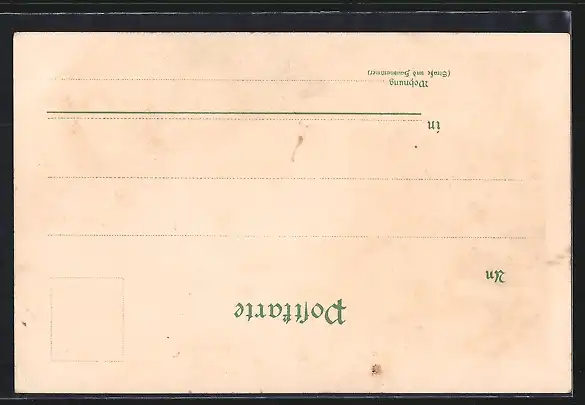 Postkarte
An
in
Wohnung
(Straße und Hausnummer)